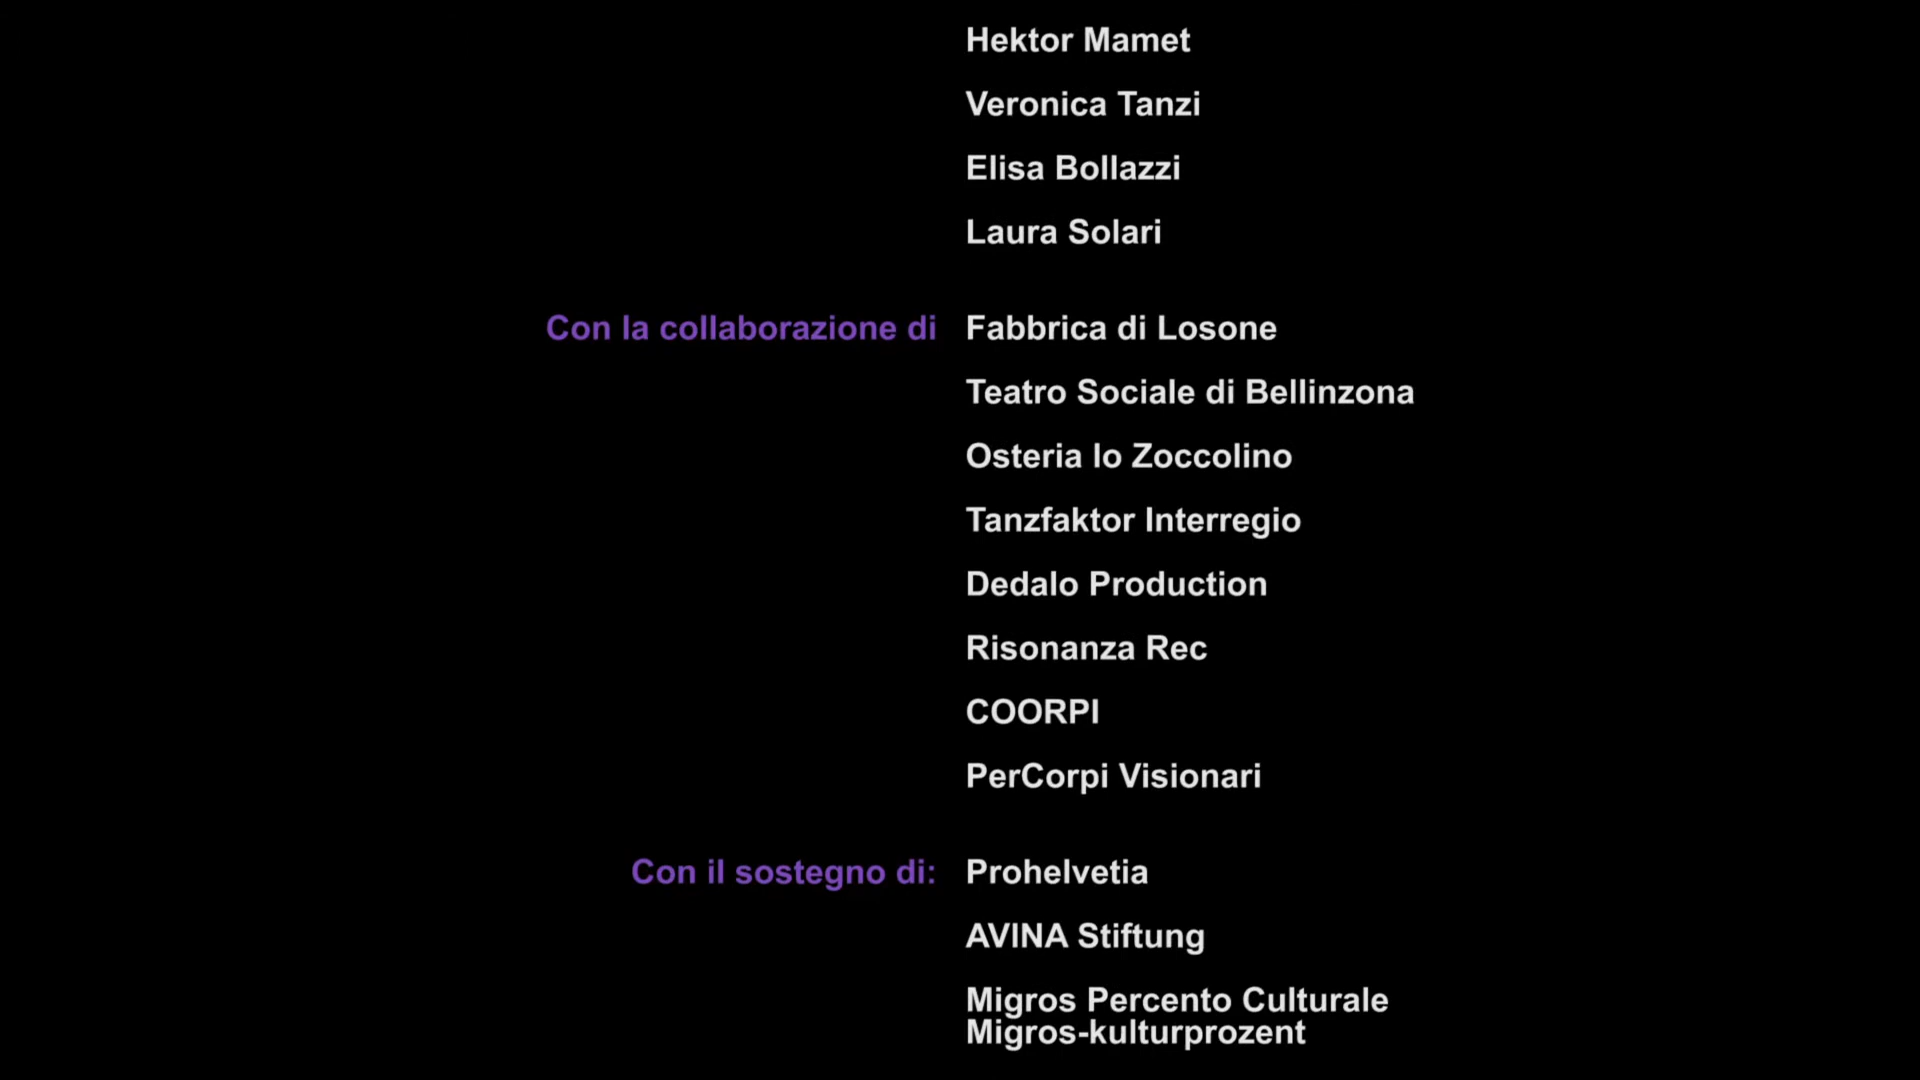 Hektor Mamet
Veronica Tanzi
Elisa Bollazzi
Laura Solari
Con la collaborazione di Fabbrica di Losone
Teatro Sociale di Bellinzona
Osteria lo Zoccolino
Tanzfaktor Interregio
Dedalo Production
Risonanza Rec
COORPI
PerCorpi Visionari
Con il sostegno di: Prohelvetia
AVINA Stiftung
Migros Percento Culturale
Migros-kulturprozent